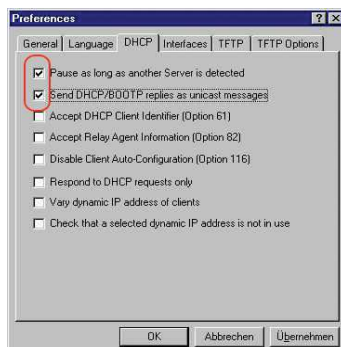 Preferences
General Language DHCP Interfaces TFTP TFTP Options
Pause as long as another Server is detected
Send DHCP/BOOTP replies as unicast messages
Accept DHCP Client Identifier (Option 61)
Accept Relay Agent Information (Option 82)
Disable Client Auto-Configuration (Option 116)
Respond to DHCP requests only
Vary dynamic IP address of clients
Check that a selected dynamic IP address is not in use
OK Abbrechen Übernehmen